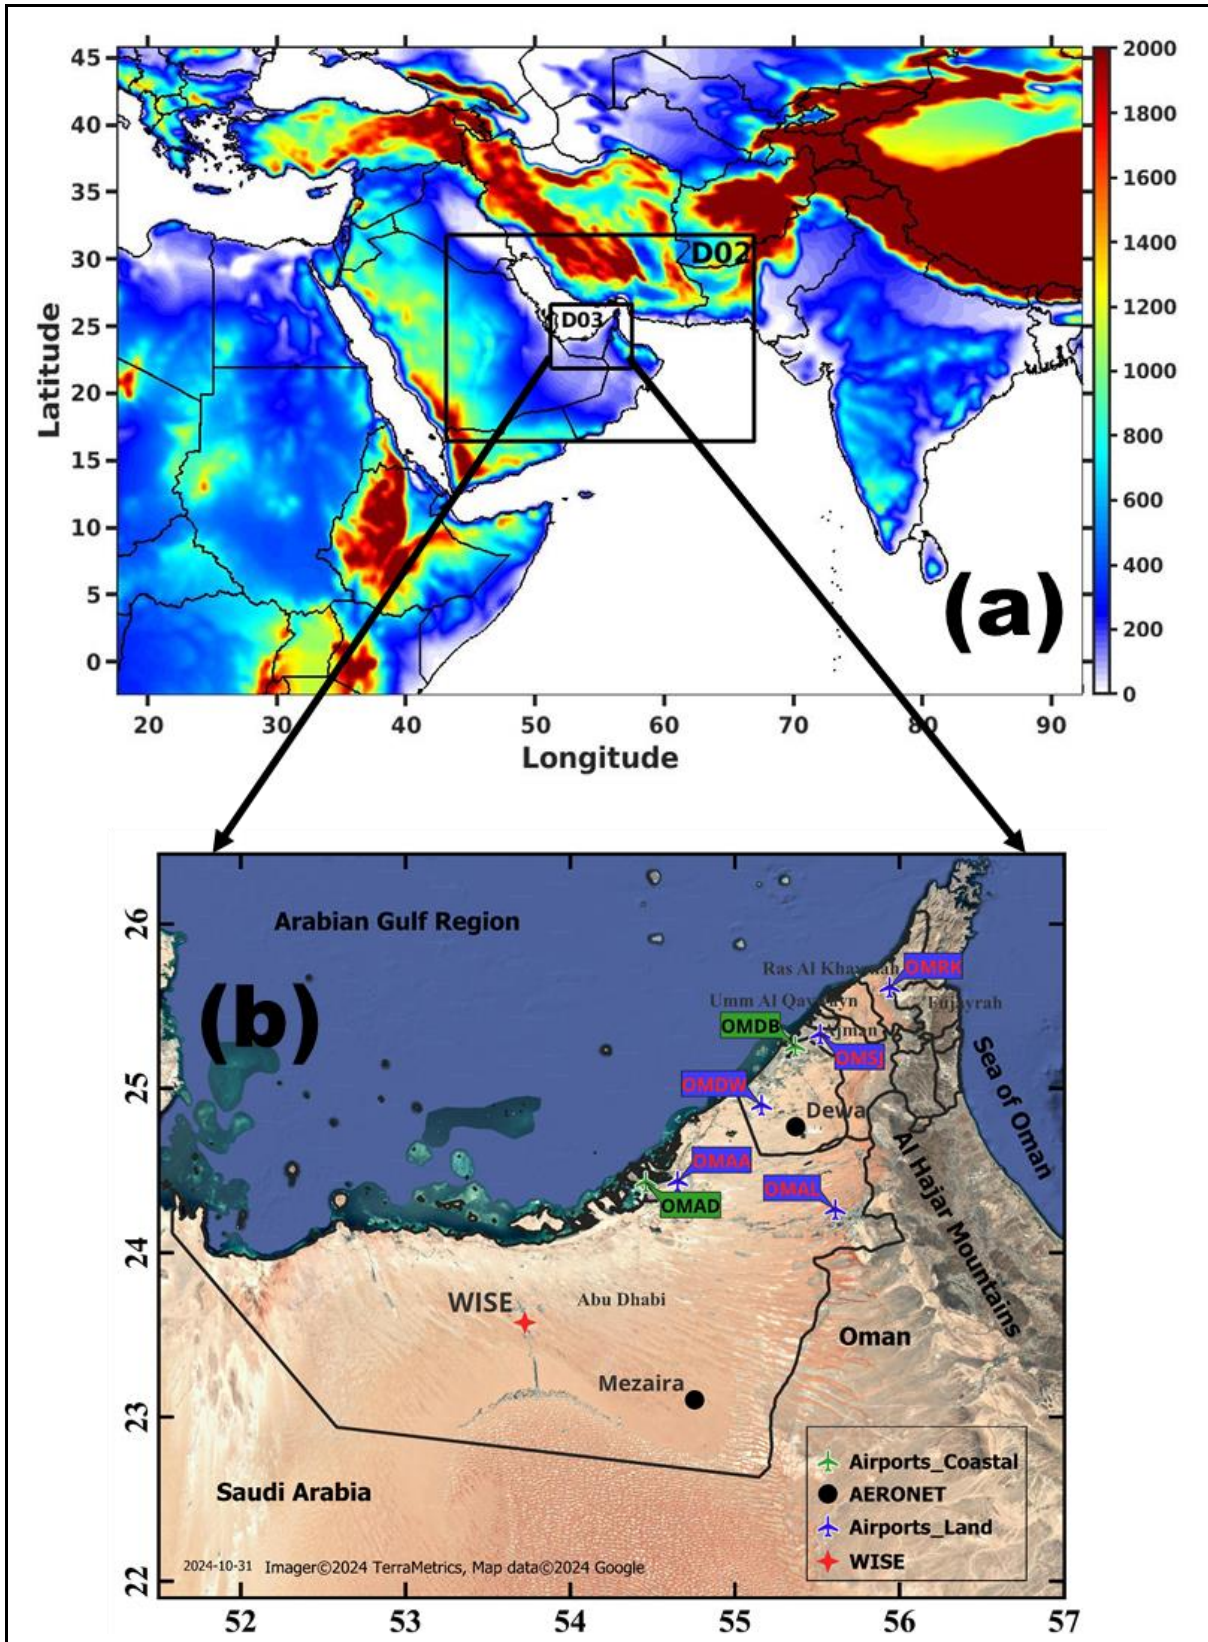 45
40
35
30
25
20
15
10
5
0
Latitude
20 30 40 50 60 70 80 90
Longitude
2000
1800
1600
1400
1200
1000
800
600
400
200
0
D02
D03
(a)
Arabian Gulf Region
(b)
Ras Al Khaymah
OMRK
Umm Al Qaywayn
Fujayrah
OMDB
Ajman
OMSJ
OMDW
Dewa
Sea of Oman
OMAA
OMAL
OMAD
Al Hajar Mountains
WISE
Abu Dhabi
Oman
Mezaira
Saudi Arabia
Airports_Coastal
AERONET
Airports_Land
WISE
2024-10-31 Imager©2024 TerraMetrics, Map data©2024 Google
26
25
24
23
22
52 53 54 55 56 57